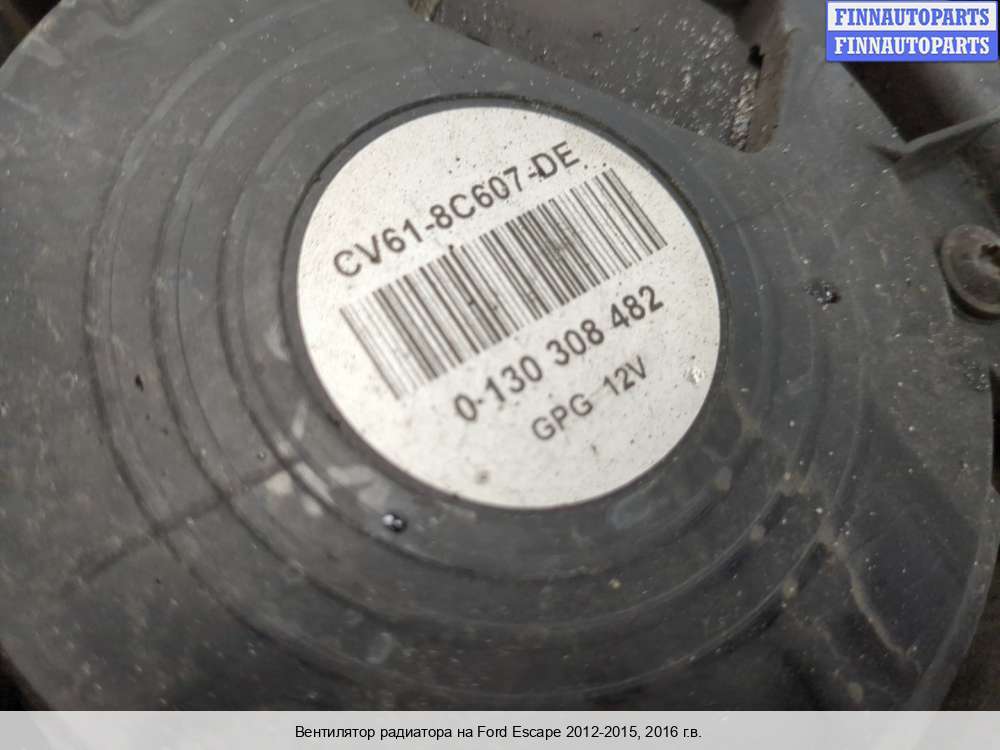 FINNAUTOPARTS
FINNAUTOPARTS
CV61-8C607-DE
0-130 308 482
GPG 12V
Вентилятор радиатора на Ford Escape 2012-2015, 2016 г.в.